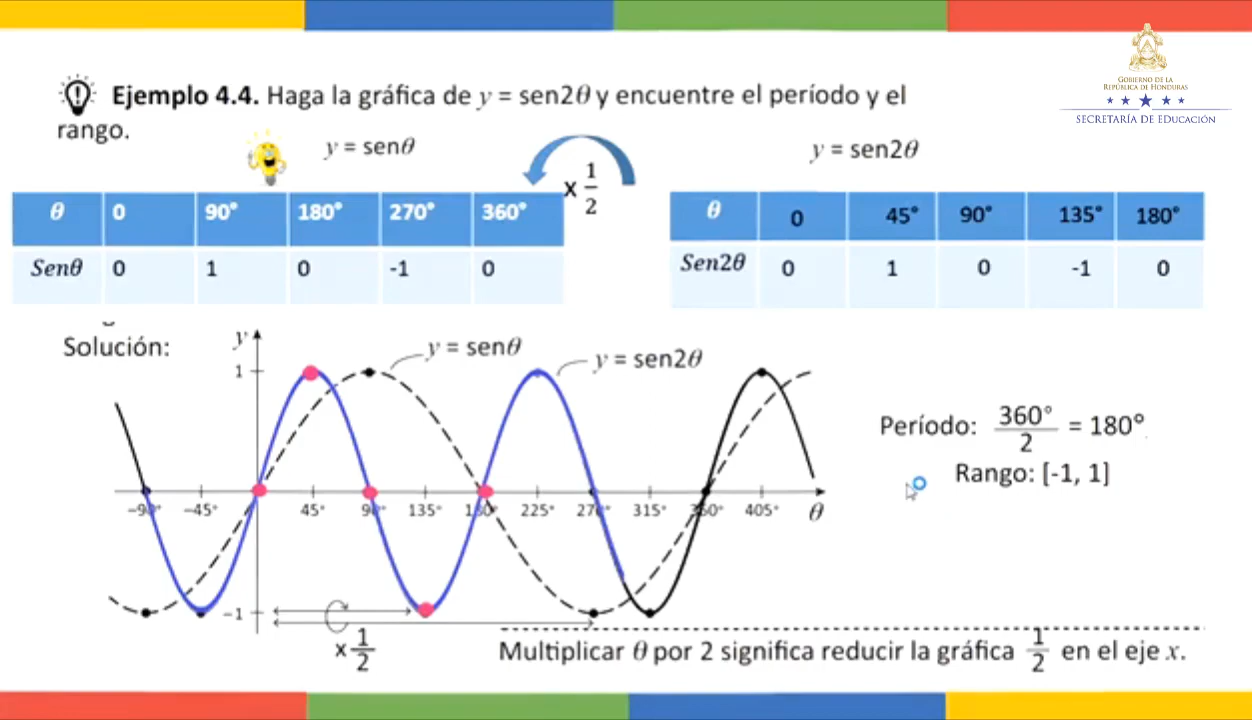 GOBIERNO DE LA
REPÚBLICA DE HONDURAS
SECRETARÍA DE EDUCACIÓN
Ejemplo 4.4. Haga la gráfica de y = sen2θ y encuentre el período y el
rango.
y = senθ
x 1/2
y = sen2θ
θ 0 90° 180° 270° 360°
Senθ 0 1 0 -1 0
θ 0 45° 90° 135° 180°
Sen2θ 0 1 0 -1 0
Solución:
y
1
y = senθ
y = sen2θ
−90° −45° 45° 90° 135° 180° 225° 270° 315° 360° 405° θ
−1
x 1/2
Período: 360°/2 = 180°
Rango: [-1, 1]
Multiplicar θ por 2 significa reducir la gráfica 1/2 en el eje x.